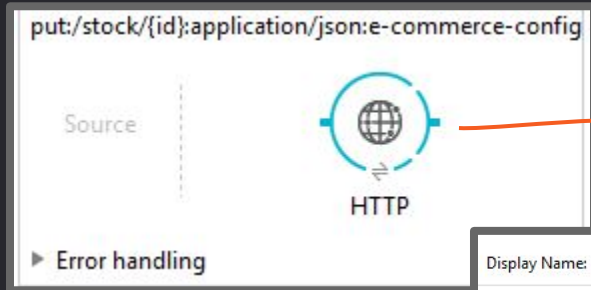 put:/stock/{id}:application/json:e-commerce-config
Source
HTTP
Error handling
Display Name: